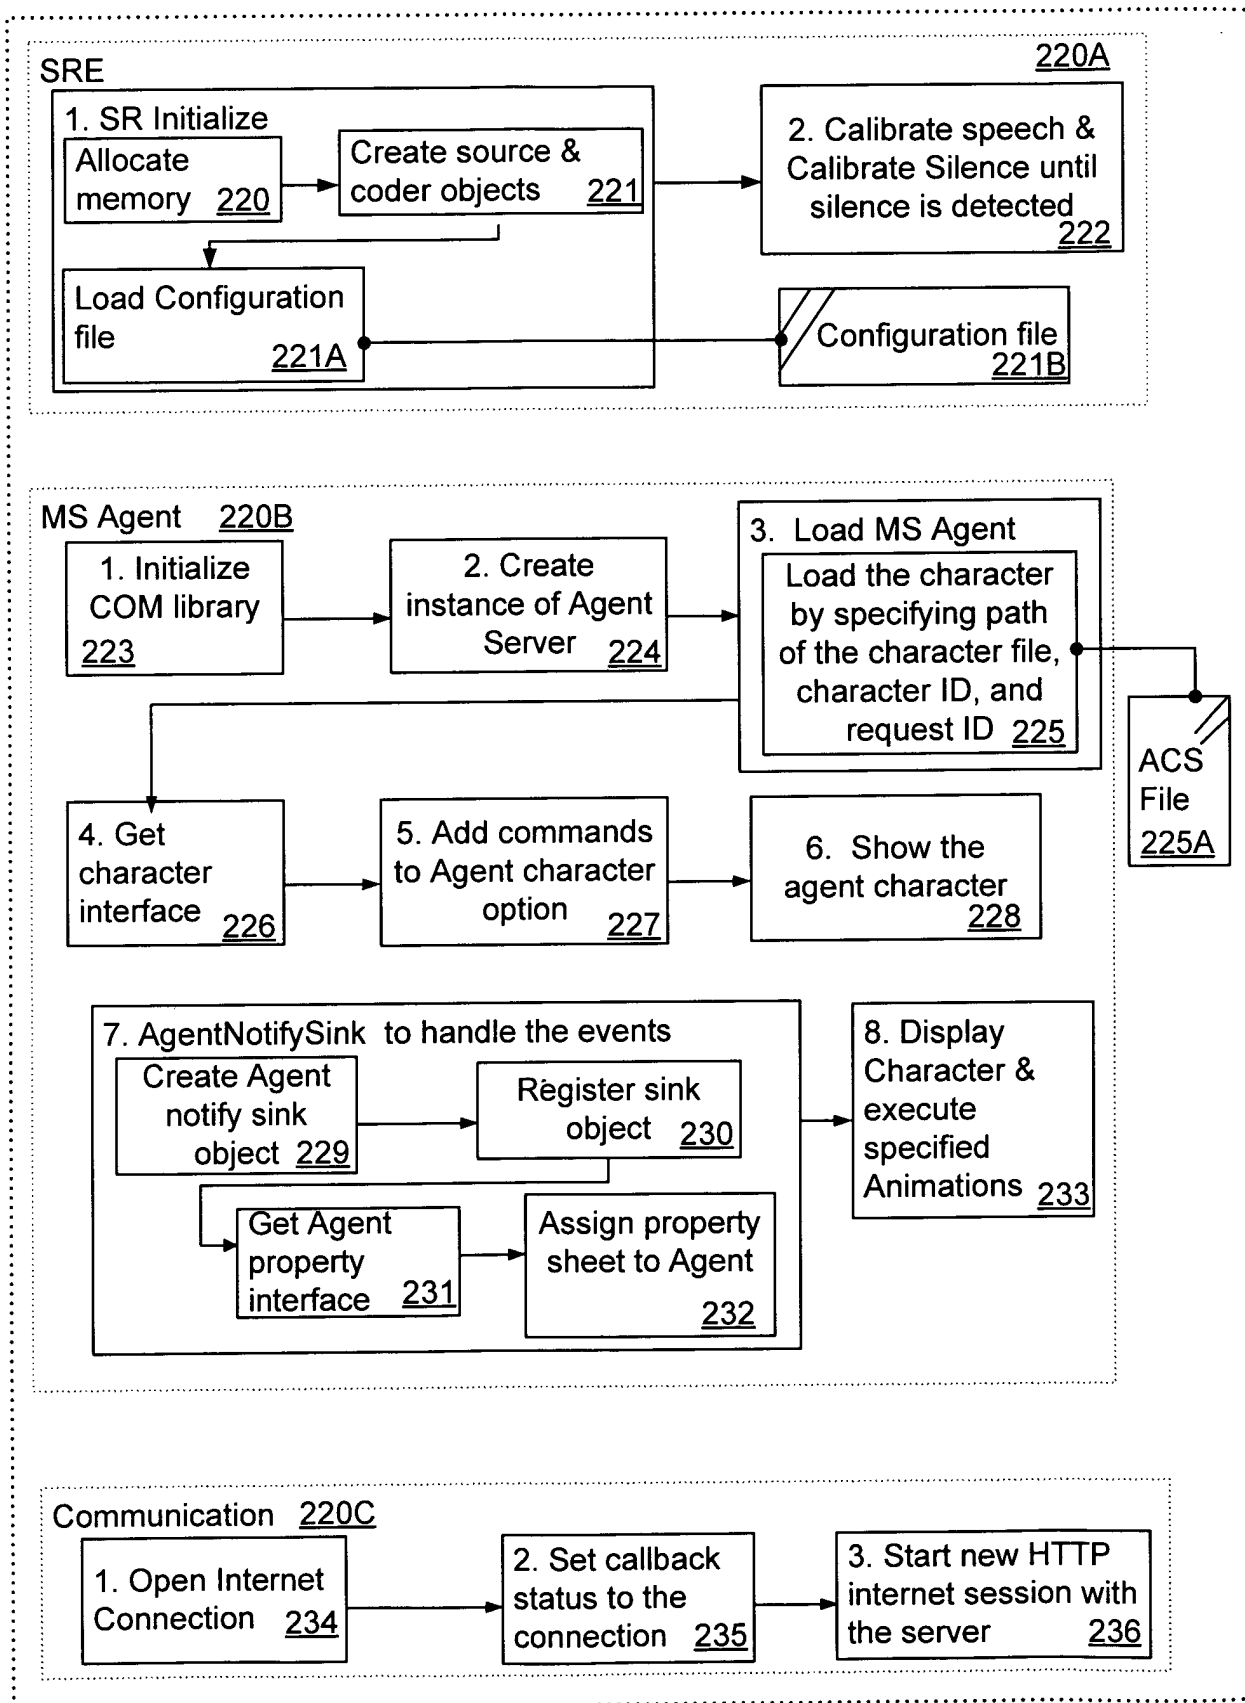 SRE
220A
1. SR Initialize
Allocate
memory 220
Create source &
coder objects 221
2. Calibrate speech &
Calibrate Silence until
silence is detected
222
Load Configuration
file
221A
Configuration file
221B
MS Agent 220B
1. Initialize
COM library
223
2. Create
instance of Agent
Server 224
3. Load MS Agent
Load the character
by specifying path
of the character file,
character ID, and
request ID 225
ACS
File
225A
4. Get
character
interface 226
5. Add commands
to Agent character
option 227
6. Show the
agent character
228
7. AgentNotifySink to handle the events
Create Agent
notify sink
object 229
Register sink
object 230
Get Agent
property
interface 231
Assign property
sheet to Agent
232
8. Display
Character &
execute
specified
Animations 233
Communication 220C
1. Open Internet
Connection 234
2. Set callback
status to the
connection 235
3. Start new HTTP
internet session with
the server 236